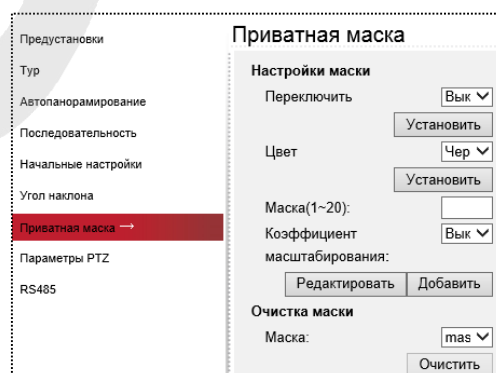 Предустановки
Тур
Автопанорамирование
Последовательность
Начальные настройки
Угол наклона
Приватная маска →
Параметры PTZ
RS485
Приватная маска
Настройки маски
Переключить Вык
Установить
Цвет Чер
Установить
Маска(1~20):
Коэффициент Вык
масштабирования:
Редактировать Добавить
Очистка маски
Маска: mas
Очистить